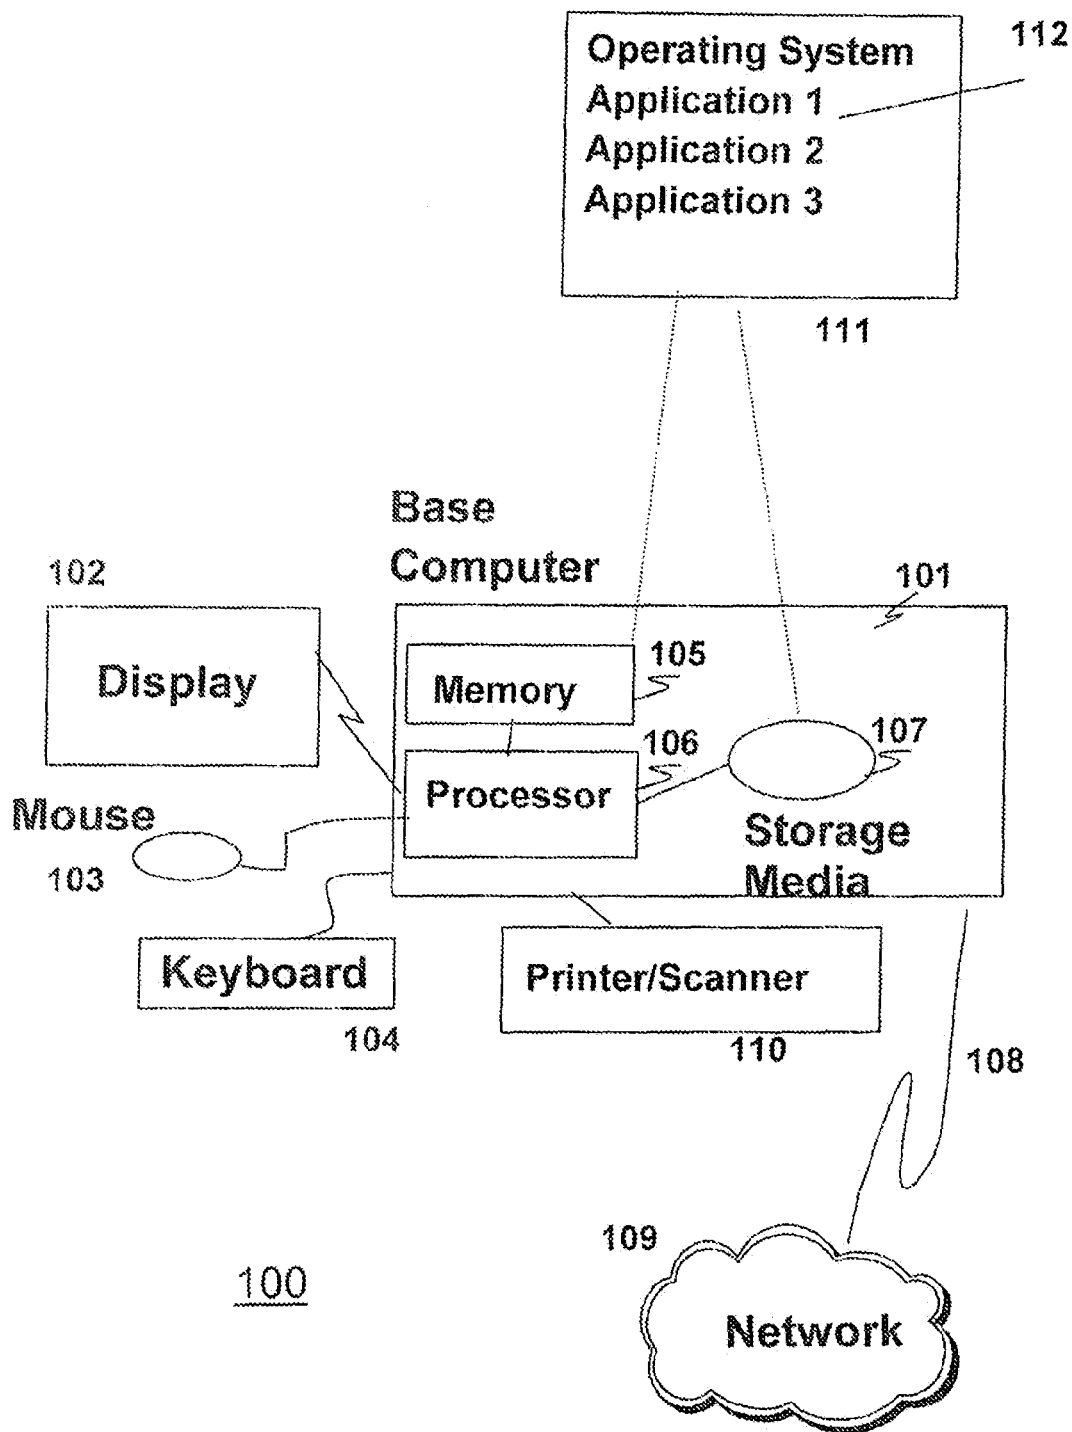 112
Operating System
Application 1
Application 2
Application 3
111
Base
Computer
102
101
Display
Memory
105
106
Processor
107
Storage
Media
Mouse
103
Keyboard
104
Printer/Scanner
110
108
109
Network
100